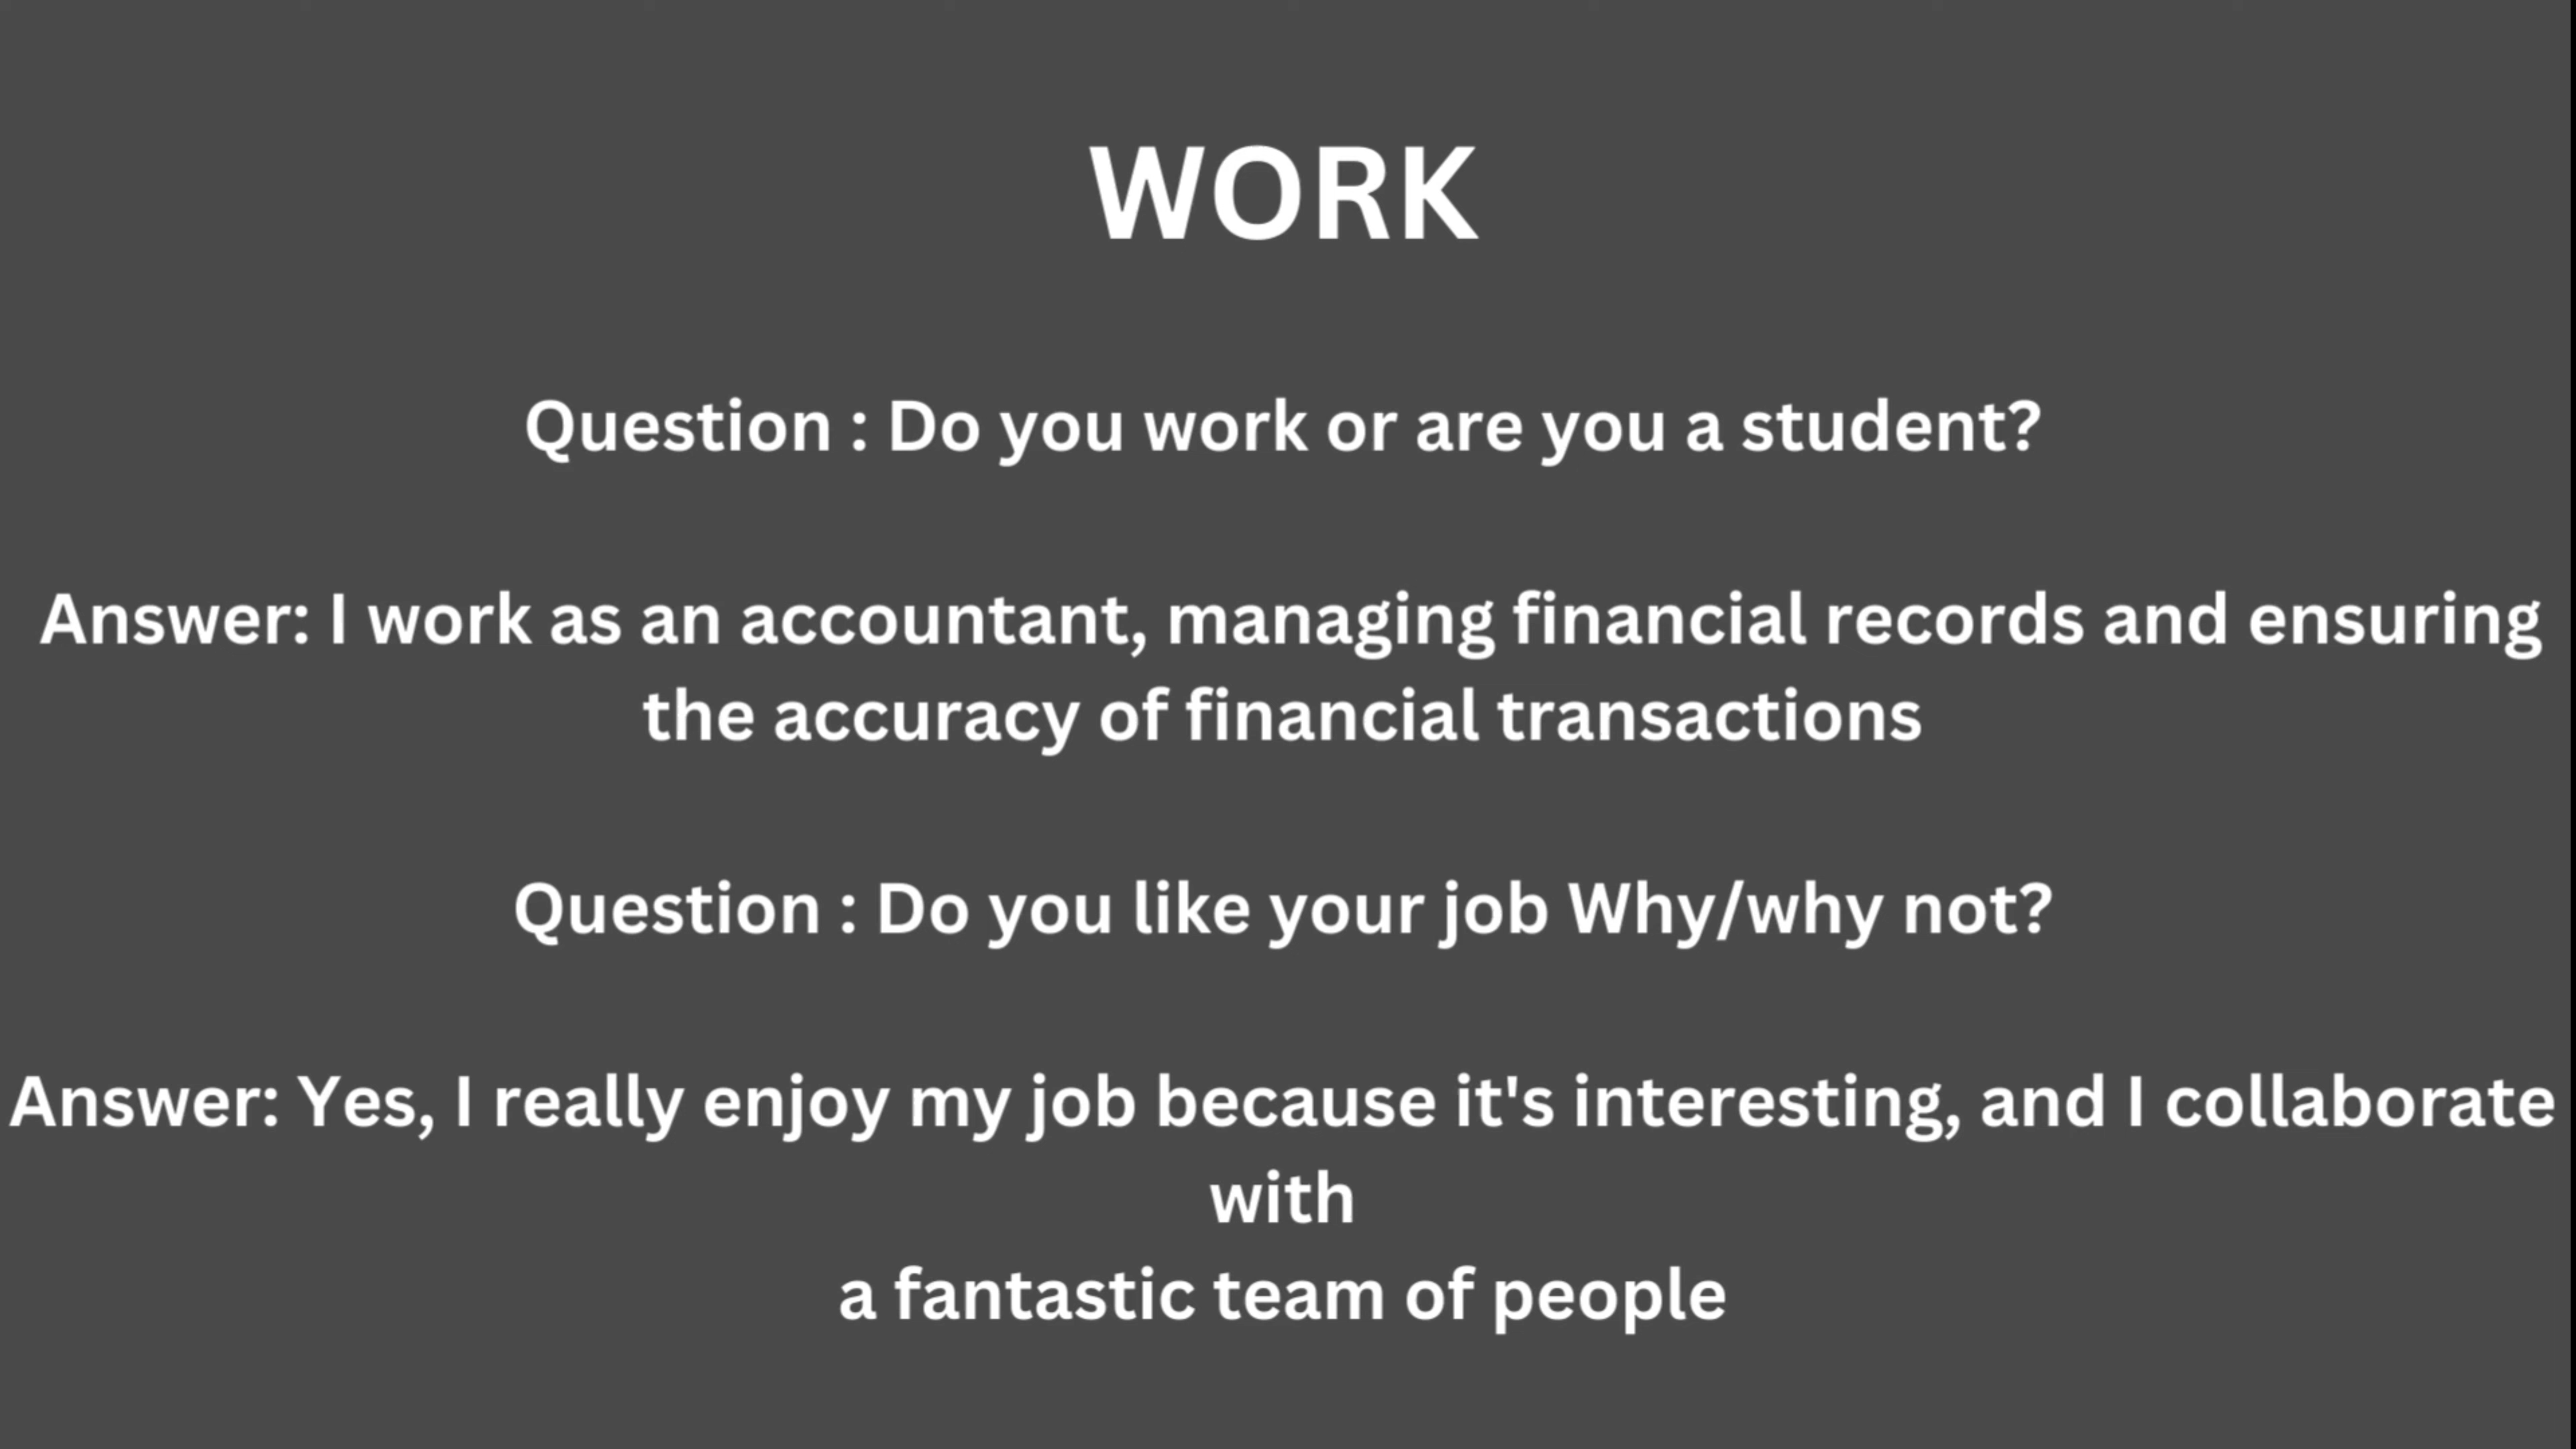 WORK
Question : Do you work or are you a student?
Answer: I work as an accountant, managing financial records and ensuring
the accuracy of financial transactions
Question : Do you like your job Why/why not?
Answer: Yes, I really enjoy my job because it's interesting, and I collaborate
with
a fantastic team of people